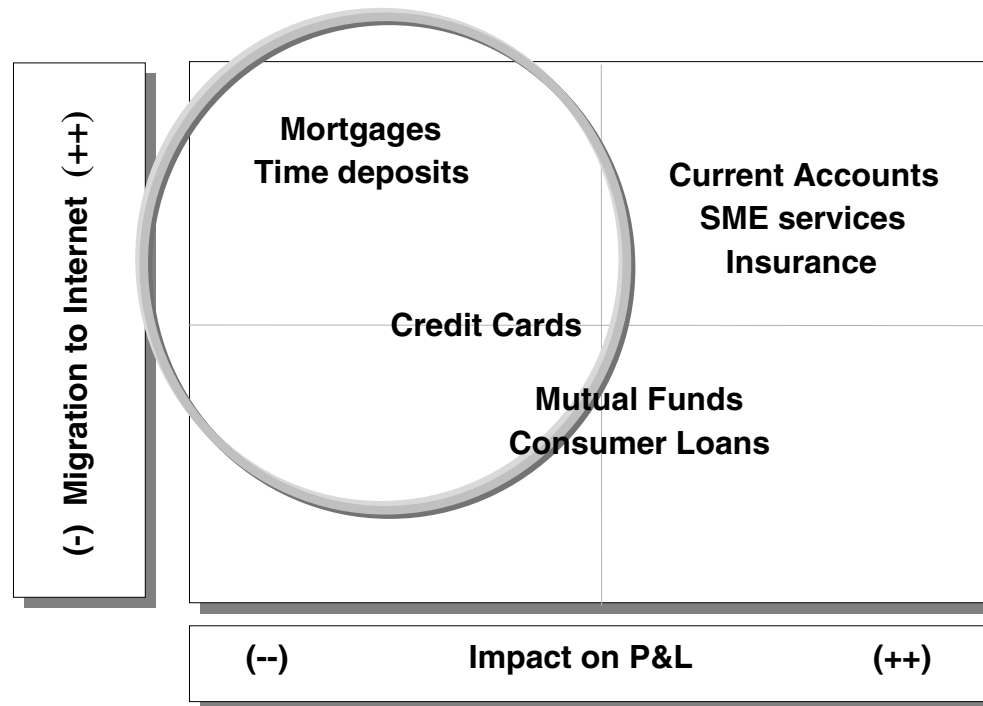 (-) Migration to Internet (++)
Mortgages
Time deposits
Current Accounts
SME services
Insurance
Credit Cards
Mutual Funds
Consumer Loans
(--) Impact on P&L (++)